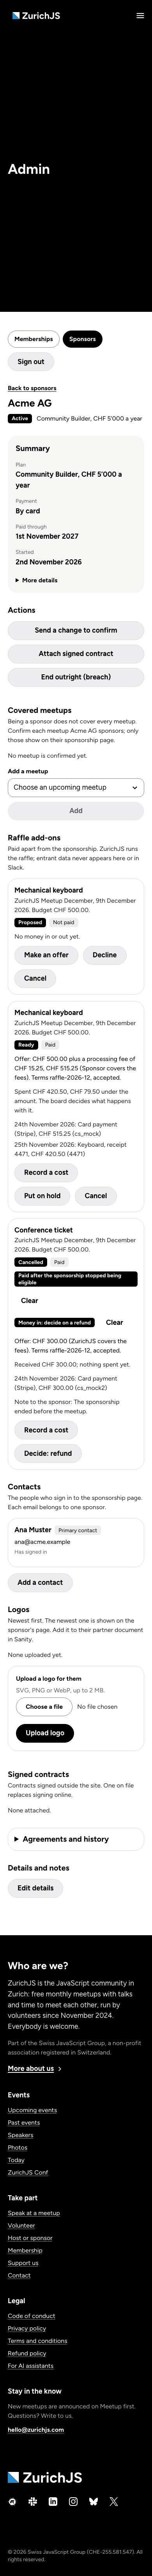 ZurichJS
Admin
Memberships
Sponsors
Sign out
Back to sponsors
Acme AG
Active
Community Builder, CHF 5'000 a year
Summary
Plan
Community Builder, CHF 5'000 a
year
Payment
By card
Paid through
1st November 2027
Started
2nd November 2026
More details
Actions
Send a change to confirm
Attach signed contract
End outright (breach)
Covered meetups
Being a sponsor does not cover every meetup.
Confirm each meetup Acme AG sponsors; only
those show on their sponsorship page.
No meetup is confirmed yet.
Add a meetup
Choose an upcoming meetup
Add
Raffle add-ons
Paid apart from the sponsorship. ZurichJS runs
the raffle; entrant data never appears here or in
Slack.
Mechanical keyboard
ZurichJS Meetup December, 9th December
2026. Budget CHF 500.00.
Proposed
Not paid
No money in or out yet.
Make an offer
Decline
Cancel
Mechanical keyboard
ZurichJS Meetup December, 9th December
2026. Budget CHF 500.00.
Ready
Paid
Offer: CHF 500.00 plus a processing fee of
CHF 15.25, CHF 515.25 (Sponsor covers the
fees). Terms raffle-2026-12, accepted.
Spent CHF 420.50; CHF 79.50 under the
amount. The board decides what happens
with it.
24th November 2026: Card payment
(Stripe), CHF 515.25 (cs_mock)
25th November 2026: Keyboard, receipt
4471, CHF 420.50 (4471)
Record a cost
Put on hold
Cancel
Conference ticket
ZurichJS Meetup December, 9th December
2026. Budget CHF 300.00.
Cancelled
Paid
Paid after the sponsorship stopped being
eligible
Clear
Money in: decide on a refund
Clear
Offer: CHF 300.00 (ZurichJS covers the
fees). Terms raffle-2026-12, accepted.
Received CHF 300.00; nothing spent yet.
24th November 2026: Card payment
(Stripe), CHF 300.00 (cs_mock2)
Note to the sponsor: The sponsorship
ended before the meetup.
Record a cost
Decide: refund
Contacts
The people who sign in to the sponsorship page.
Each email belongs to one sponsor.
Ana Muster
Primary contact
ana@acme.example
Has signed in
Add a contact
Logos
Newest first. The newest one is shown on the
sponsor's page. Add it to their partner document
in Sanity.
None uploaded yet.
Upload a logo for them
SVG, PNG or WebP, up to 2 MB.
Choose a file
No file chosen
Upload logo
Signed contracts
Contracts signed outside the site. One on file
replaces signing online.
None attached.
Agreements and history
Details and notes
Edit details
Who are we?
ZurichJS is the JavaScript community in
Zurich: free monthly meetups with talks
and time to meet each other, run by
volunteers since November 2024.
Everybody is welcome.
Part of the Swiss JavaScript Group, a non-profit
association registered in Switzerland.
More about us
Events
Upcoming events
Past events
Speakers
Photos
Today
ZurichJS Conf
Take part
Speak at a meetup
Volunteer
Host or sponsor
Membership
Support us
Contact
Legal
Code of conduct
Privacy policy
Terms and conditions
Refund policy
For AI assistants
Stay in the know
New meetups are announced on Meetup first.
Questions? Write to us.
hello@zurichjs.com
ZurichJS
© 2026 Swiss JavaScript Group (CHE-255.581.547). All
rights reserved.